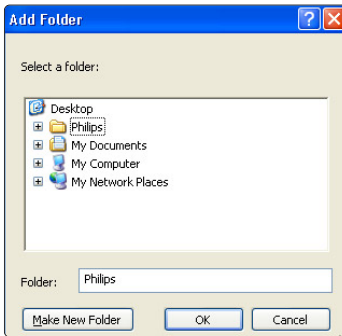 Add Folder
Select a folder:
Desktop
Philips
My Documents
My Computer
My Network Places
Folder: Philips
Make New Folder OK Cancel